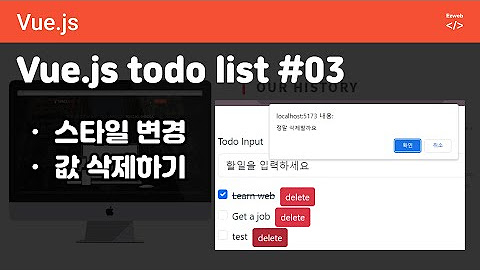 Vue.js
Ezweb
</>
Vue.js todo list #03
OUR HISTORY
· 스타일 변경
· 값 삭제하기
localhost:5173 내용:
정말 삭제할까요
확인
취소
Todo Input
할일을 입력하세요
Learn web delete
Get a job delete
test delete